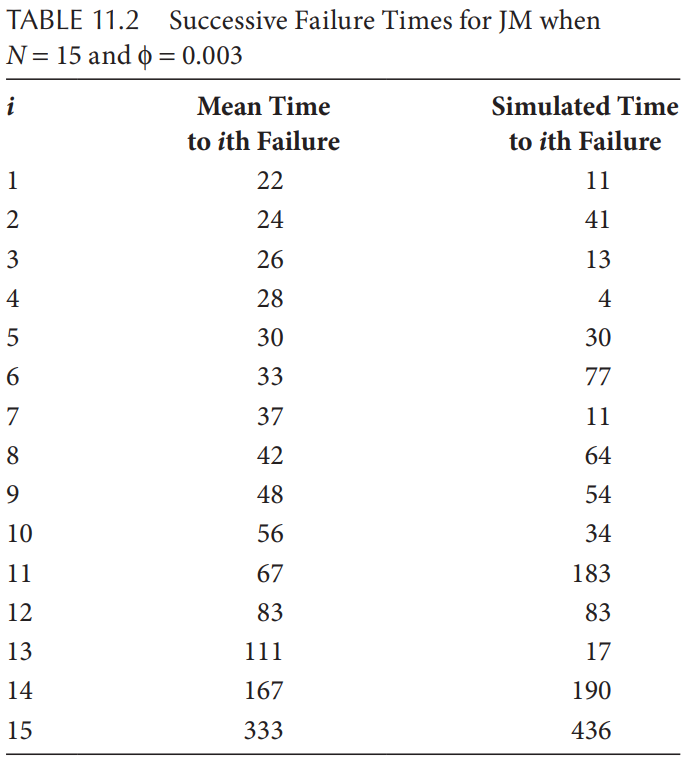 TABLE 11.2 Successive Failure Times for JM when
N = 15 and ϕ = 0.003
i Mean Time Simulated Time
to ith Failure to ith Failure
1 22 11
2 24 41
3 26 13
4 28 4
5 30 30
6 33 77
7 37 11
8 42 64
9 48 54
10 56 34
11 67 183
12 83 83
13 111 17
14 167 190
15 333 436